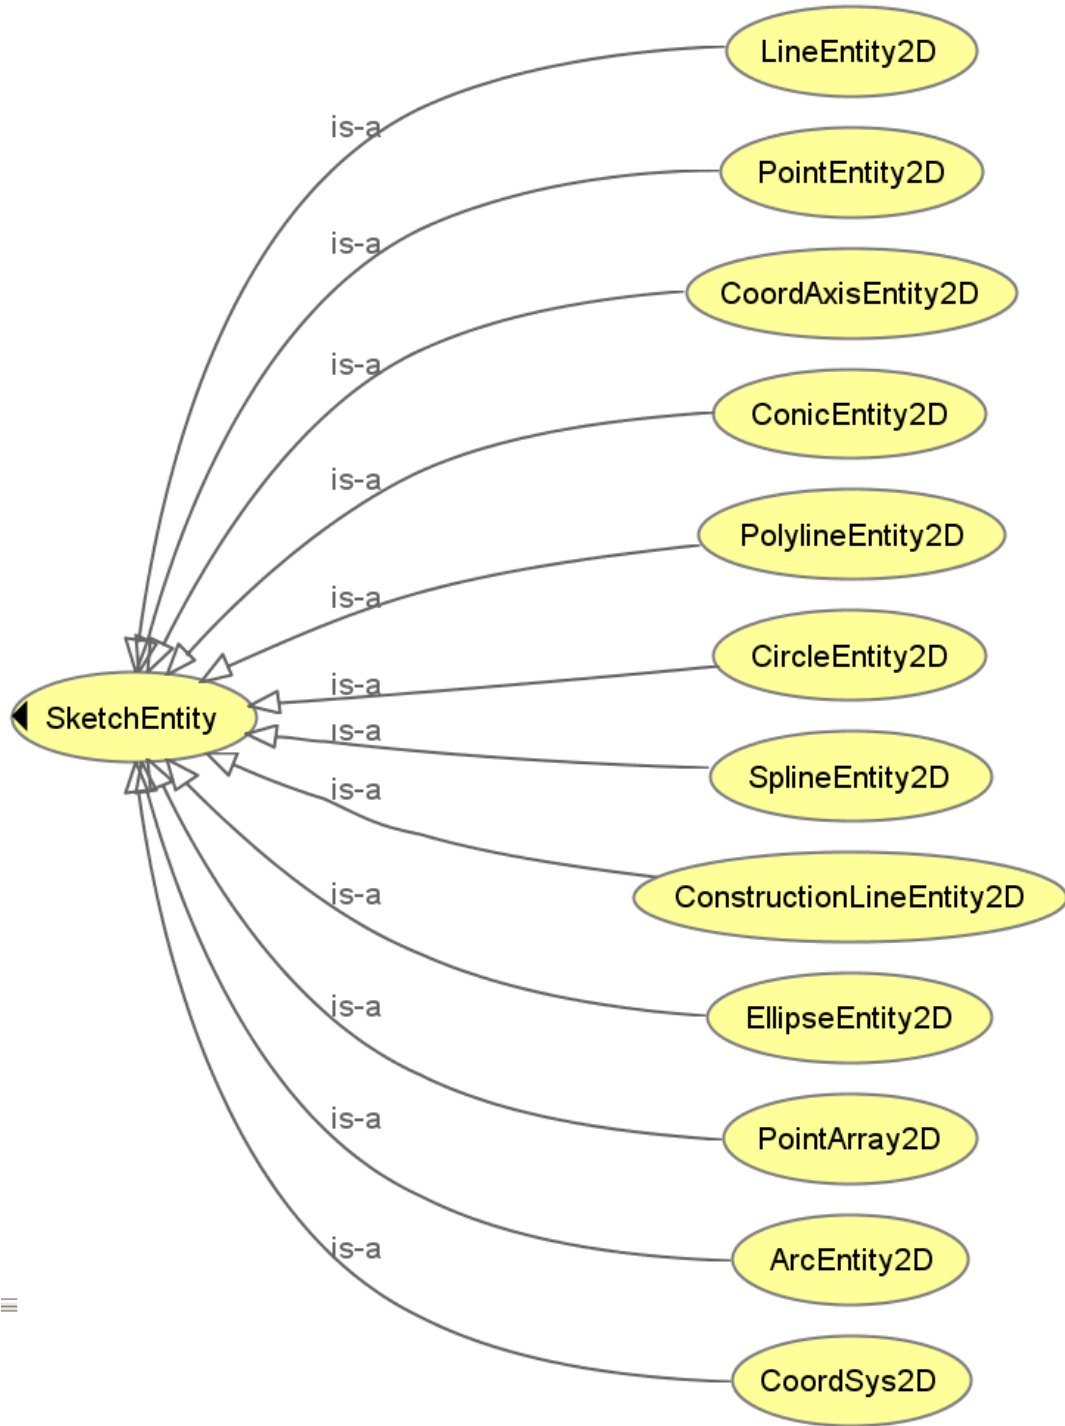 LineEntity2D
is-a
PointEntity2D
is-a
CoordAxisEntity2D
is-a
ConicEntity2D
is-a
PolylineEntity2D
is-a
CircleEntity2D
is-a
SketchEntity
is-a
SplineEntity2D
is-a
ConstructionLineEntity2D
is-a
EllipseEntity2D
is-a
PointArray2D
is-a
ArcEntity2D
is-a
CoordSys2D